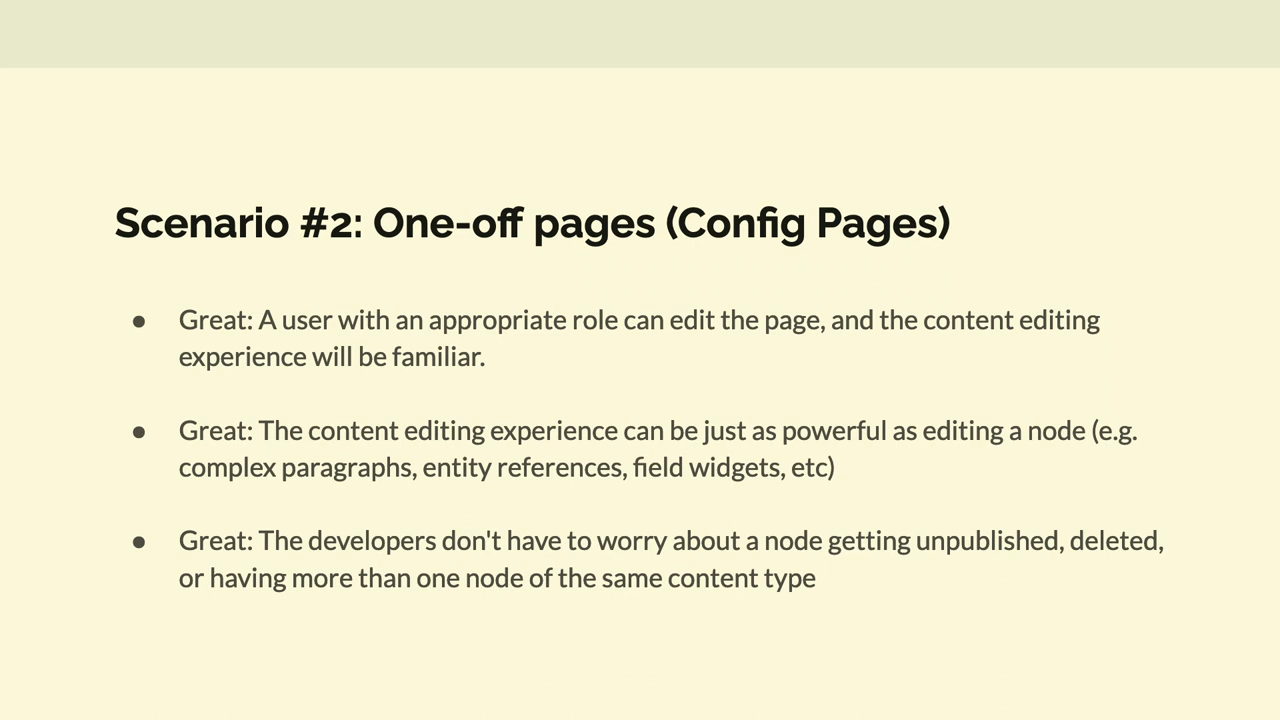 Scenario #2: One-off pages (Config Pages)
● Great: A user with an appropriate role can edit the page, and the content editing
experience will be familiar.
● Great: The content editing experience can be just as powerful as editing a node (e.g.
complex paragraphs, entity references, field widgets, etc)
● Great: The developers don't have to worry about a node getting unpublished, deleted,
or having more than one node of the same content type